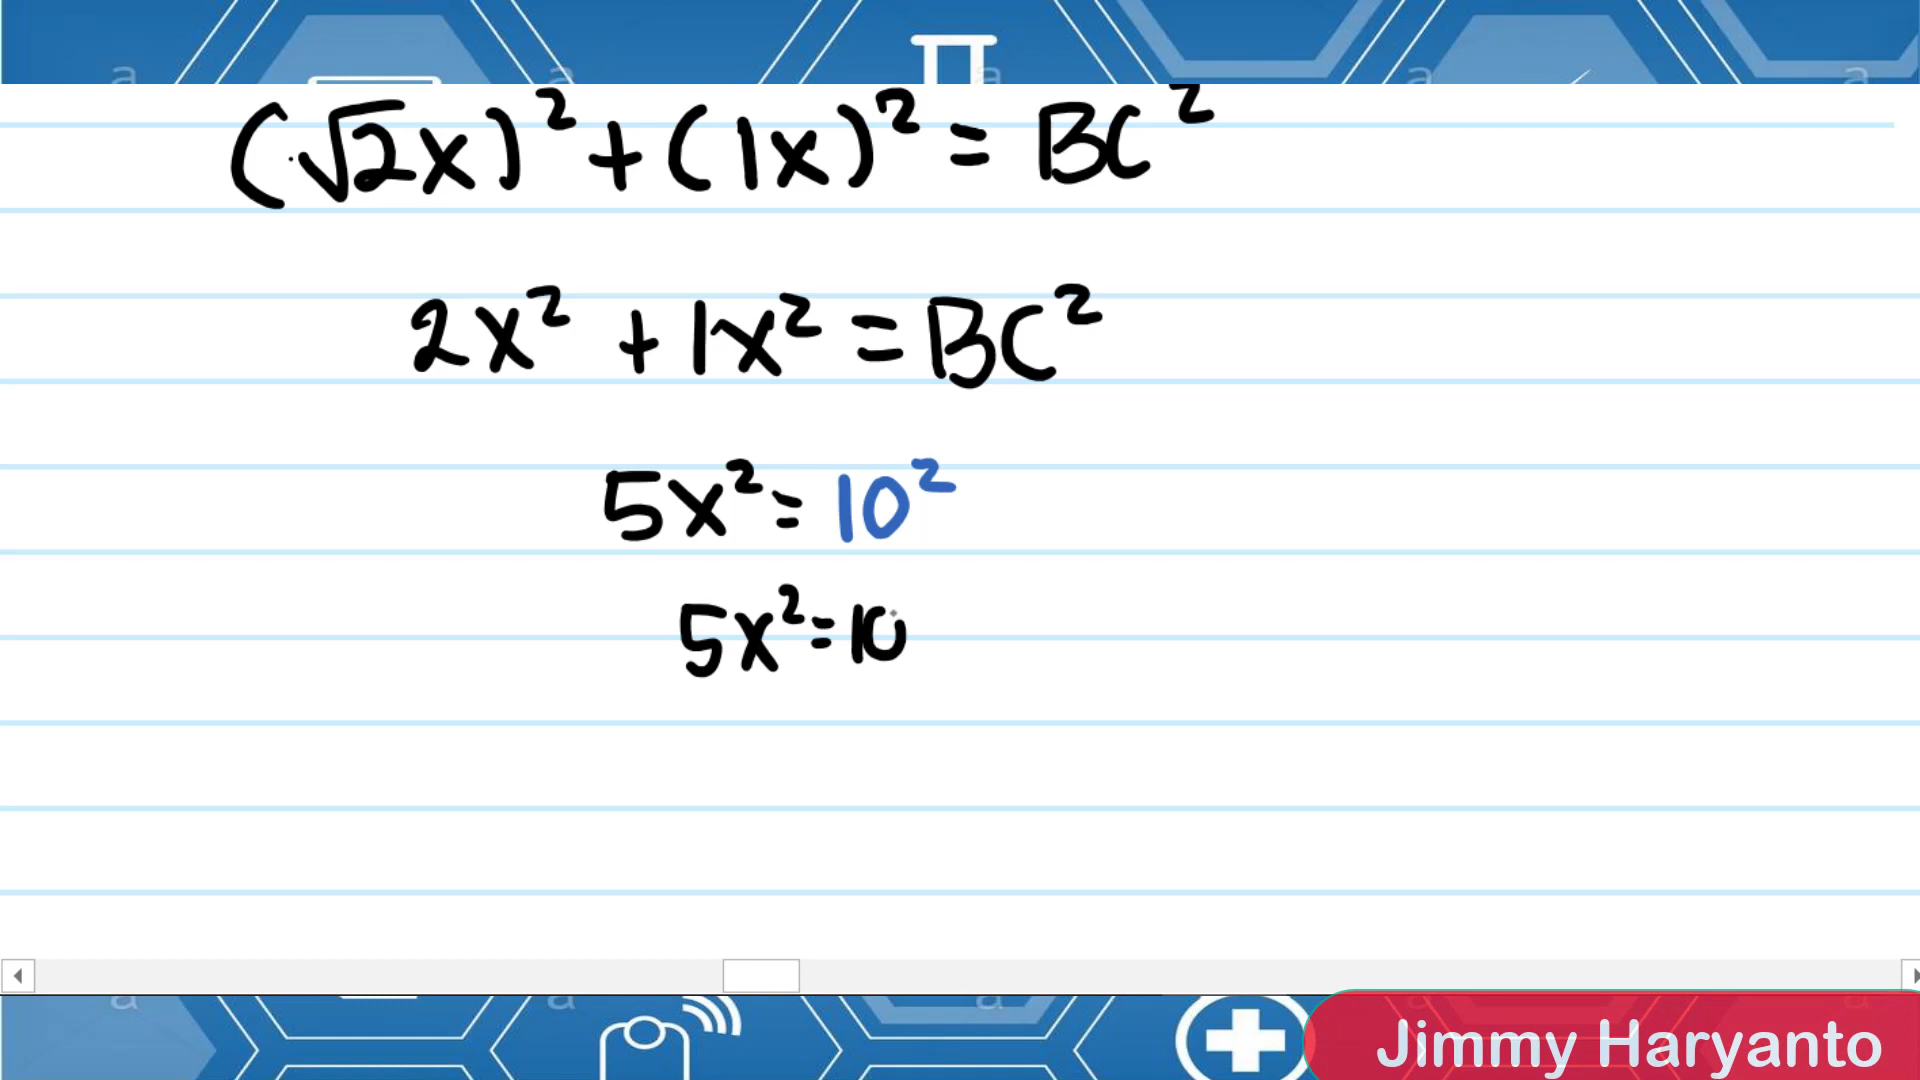 (√2x)² + (1x)² = BC²
2x² + 1x² = BC²
5x² = 10²
5x² = 10
Jimmy Haryanto